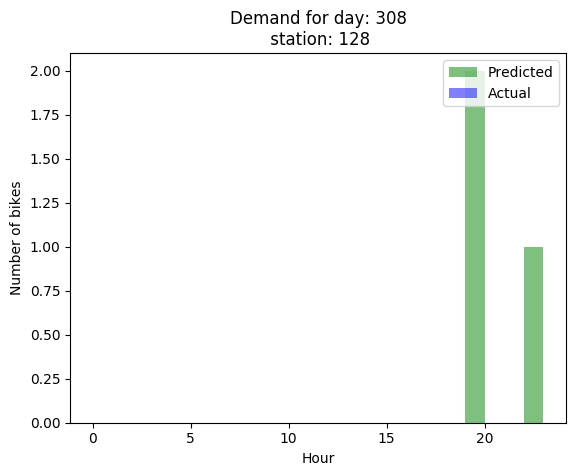 Demand for day: 308
station: 128
Predicted
Actual
2.00
1.75
1.50
1.25
1.00
0.75
0.50
0.25
0.00
Number of bikes
0 5 10 15 20
Hour